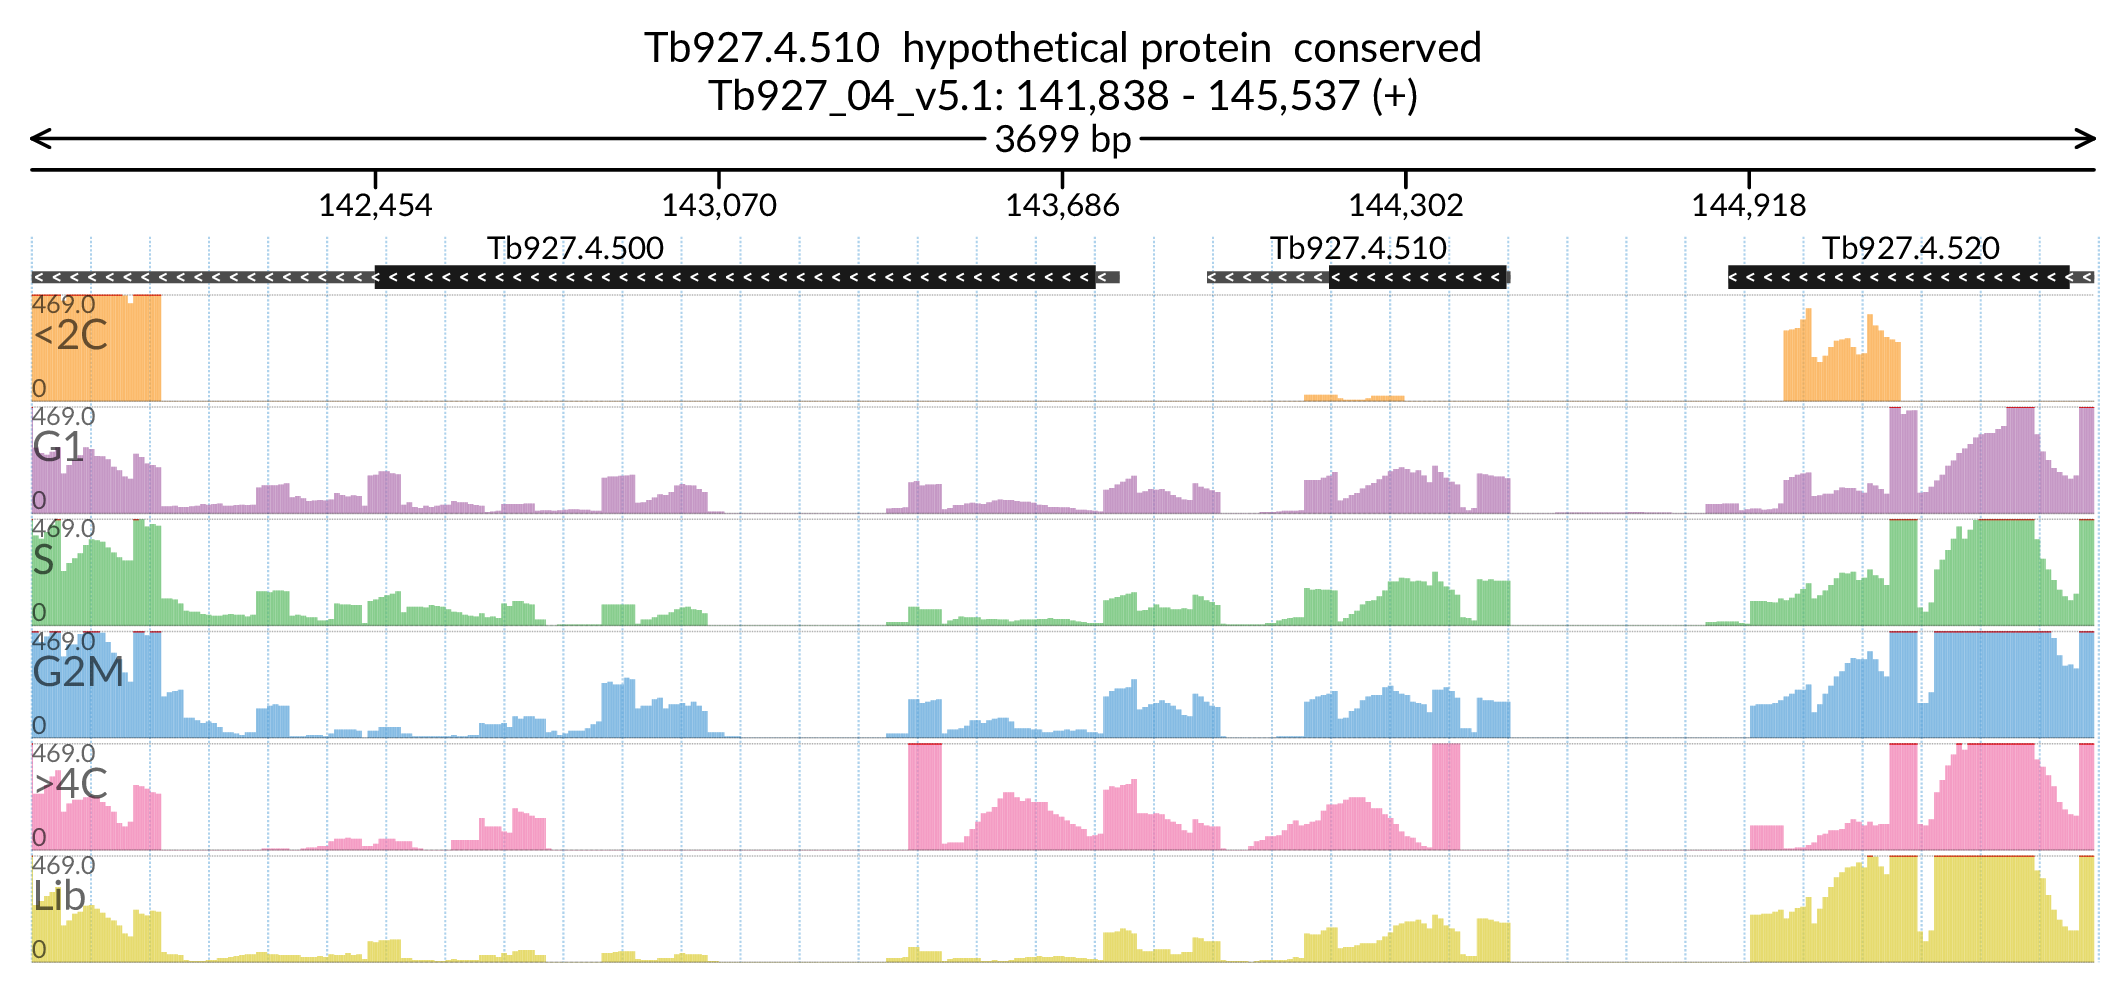 Tb927.4.510  hypothetical protein  conserved
Tb927_04_v5.1: 141,838 - 145,537 (+)
3699 bp
142,454 143,070 143,686 144,302 144,918
Tb927.4.500 Tb927.4.510 Tb927.4.520
469.0
<2C
0
469.0
G1
0
469.0
S
0
469.0
G2M
0
469.0
>4C
0
469.0
Lib
0